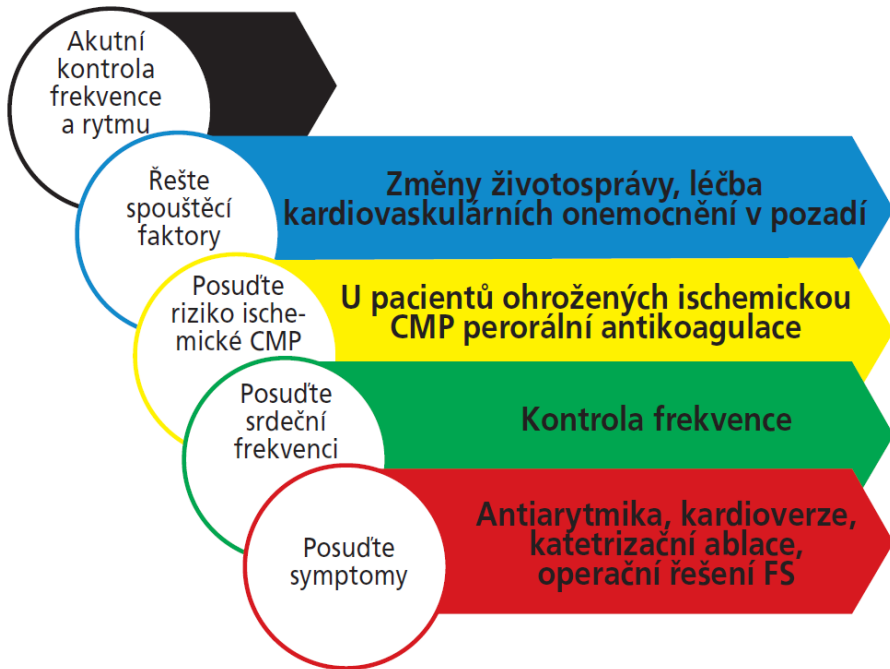 Akutní
kontrola
frekvence
a rytmu
Řešte
spouštěcí
faktory
Změny životosprávy, léčba
kardiovaskulárních onemocnění v pozadí
Posuďte
riziko ische-
mické CMP
U pacientů ohrožených ischemickou
CMP perorální antikoagulace
Posuďte
srdeční
frekvenci
Kontrola frekvence
Posuďte
symptomy
Antiarytmika, kardioverze,
katetrizační ablace,
operační řešení FS